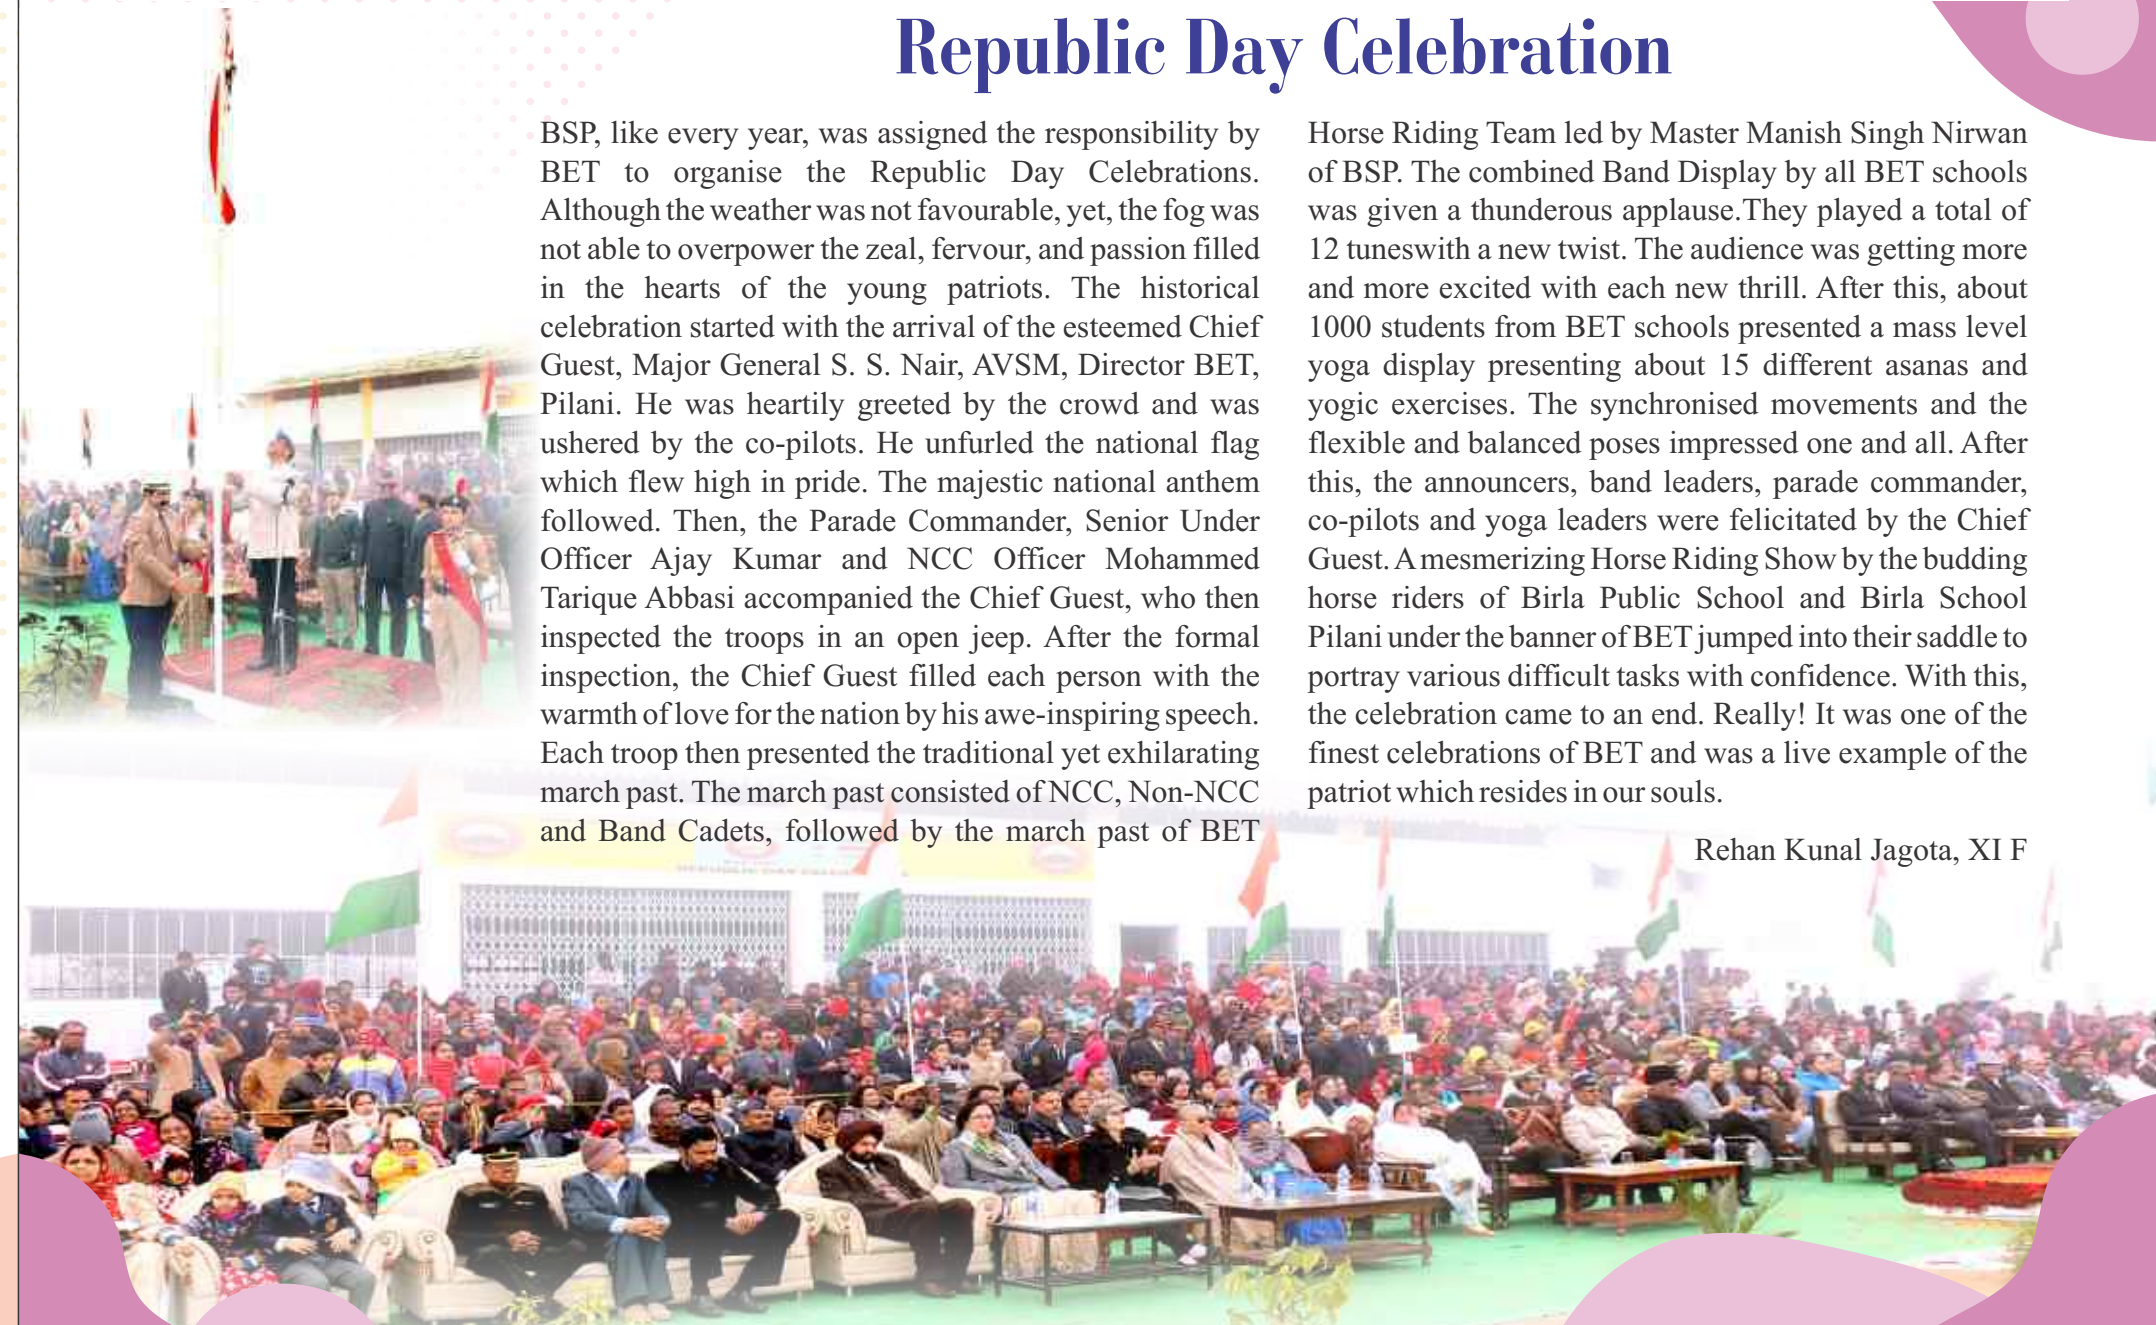 Republic Day Celebration
BSP, like every year, was assigned the responsibility by
BET to organise the Republic Day Celebrations.
Although the weather was not favourable, yet, the fog was
not able to overpower the zeal, fervour, and passion filled
in the hearts of the young patriots. The historical
celebration started with the arrival of the esteemed Chief
Guest, Major General S. S. Nair, AVSM, Director BET,
Pilani. He was heartily greeted by the crowd and was
ushered by the co-pilots. He unfurled the national flag
which flew high in pride. The majestic national anthem
followed. Then, the Parade Commander, Senior Under
Officer Ajay Kumar and NCC Officer Mohammed
Tarique Abbasi accompanied the Chief Guest, who then
inspected the troops in an open jeep. After the formal
inspection, the Chief Guest filled each person with the
warmth of love for the nation by his awe-inspiring speech.
Each troop then presented the traditional yet exhilarating
march past. The march past consisted of NCC, Non-NCC
and Band Cadets, followed by the march past of BET
Horse Riding Team led by Master Manish Singh Nirwan
of BSP. The combined Band Display by all BET schools
was given a thunderous applause.They played a total of
12 tuneswith a new twist. The audience was getting more
and more excited with each new thrill. After this, about
1000 students from BET schools presented a mass level
yoga display presenting about 15 different asanas and
yogic exercises. The synchronised movements and the
flexible and balanced poses impressed one and all. After
this, the announcers, band leaders, parade commander,
co-pilots and yoga leaders were felicitated by the Chief
Guest. A mesmerizing Horse Riding Show by the budding
horse riders of Birla Public School and Birla School
Pilani under the banner of BET jumped into their saddle to
portray various difficult tasks with confidence. With this,
the celebration came to an end. Really! It was one of the
finest celebrations of BET and was a live example of the
patriot which resides in our souls.
Rehan Kunal Jagota, XI F